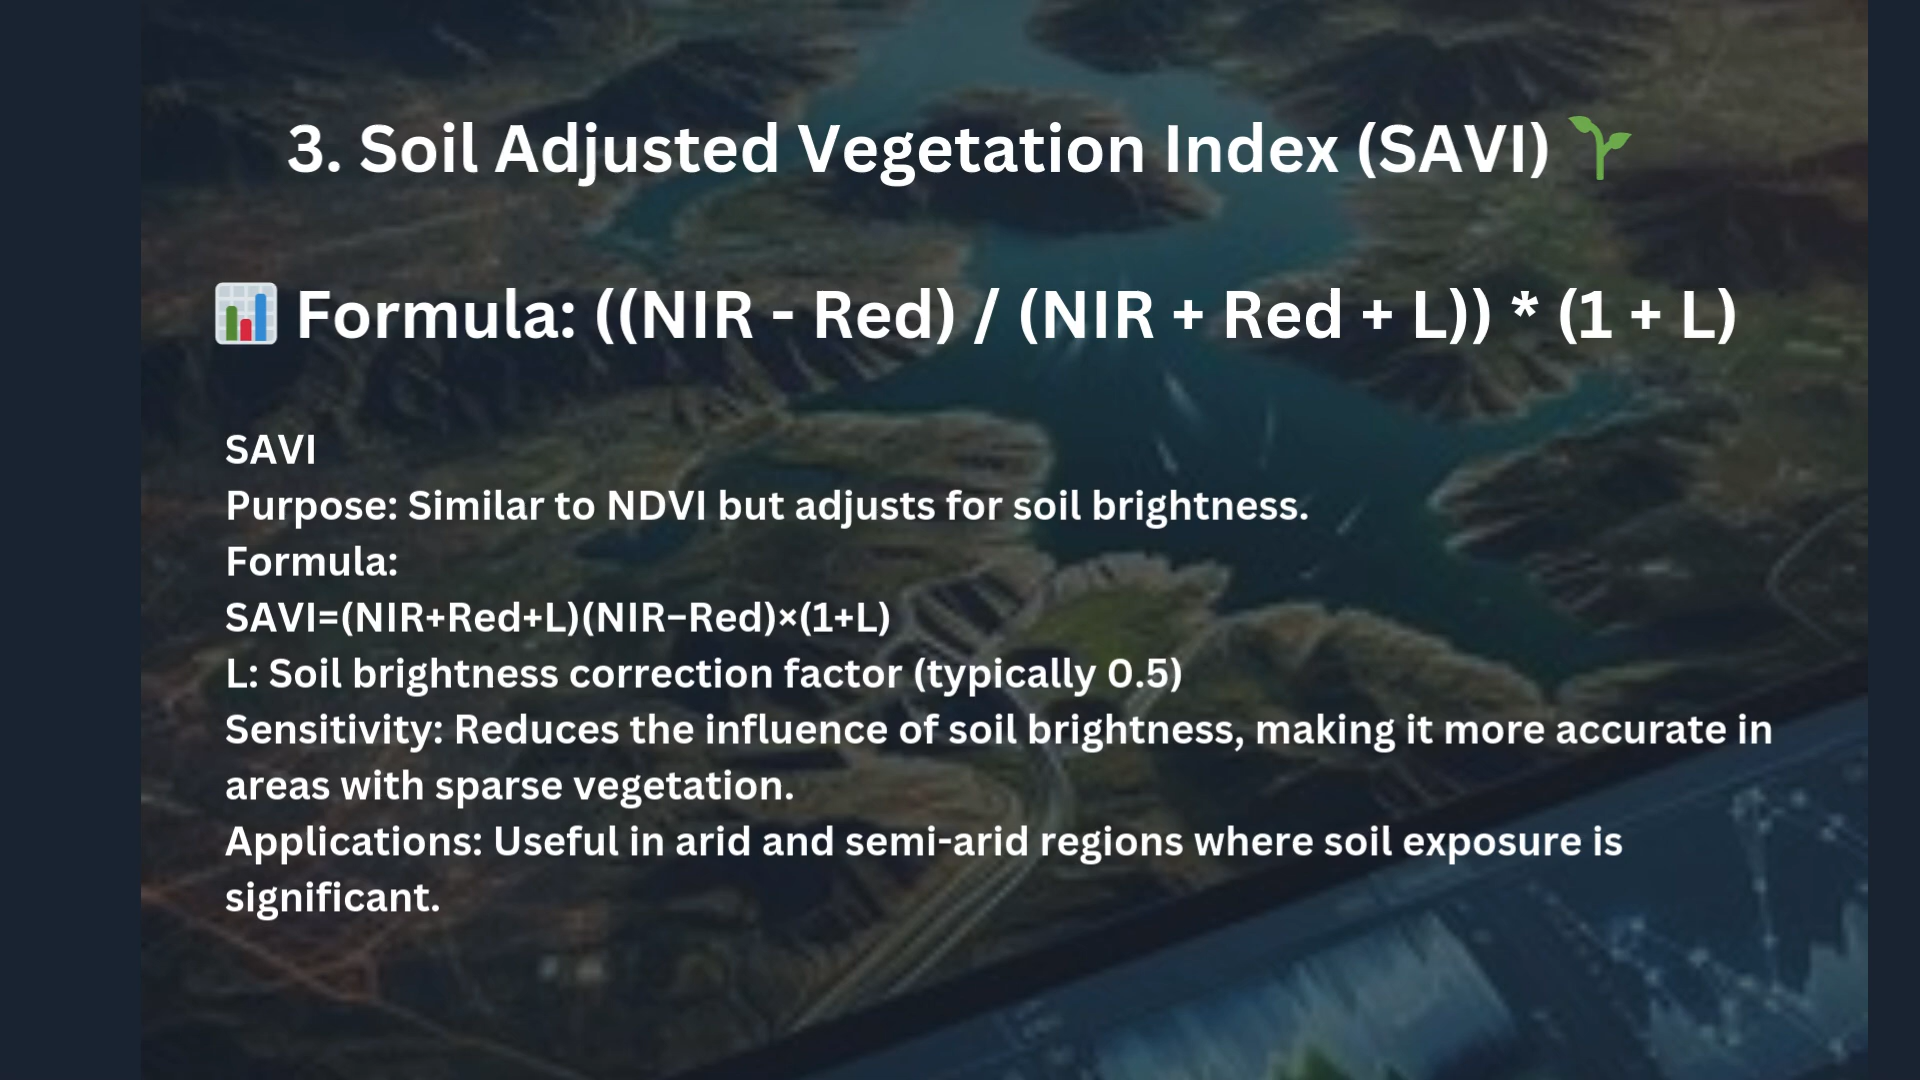 3. Soil Adjusted Vegetation Index (SAVI) 🌱
📊 Formula: ((NIR - Red) / (NIR + Red + L)) * (1 + L)
SAVI
Purpose: Similar to NDVI but adjusts for soil brightness.
Formula:
SAVI=(NIR+Red+L)(NIR−Red)×(1+L)
L: Soil brightness correction factor (typically 0.5)
Sensitivity: Reduces the influence of soil brightness, making it more accurate in
areas with sparse vegetation.
Applications: Useful in arid and semi-arid regions where soil exposure is
significant.